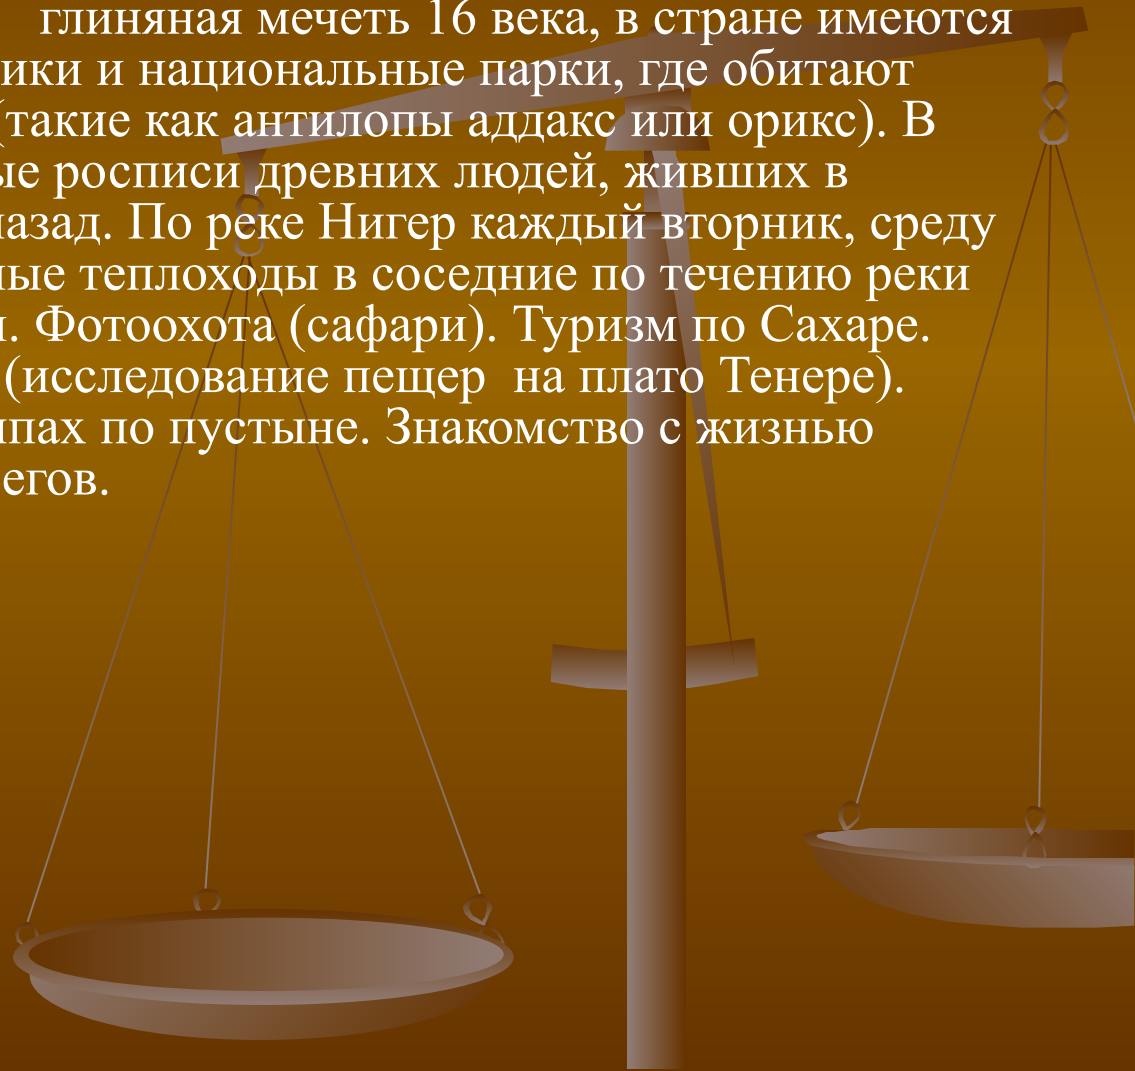 глиняная мечеть 16 века, в стране имеются
ики и национальные парки, где обитают
(такие как антилопы аддакс или орикс). В
ые росписи древних людей, живших в
назад. По реке Нигер каждый вторник, среду
ные теплоходы в соседние по течению реки
. Фотоохота (сафари). Туризм по Сахаре.
(исследование пещер на плато Тенере).
пах по пустыне. Знакомство с жизнью
егов.